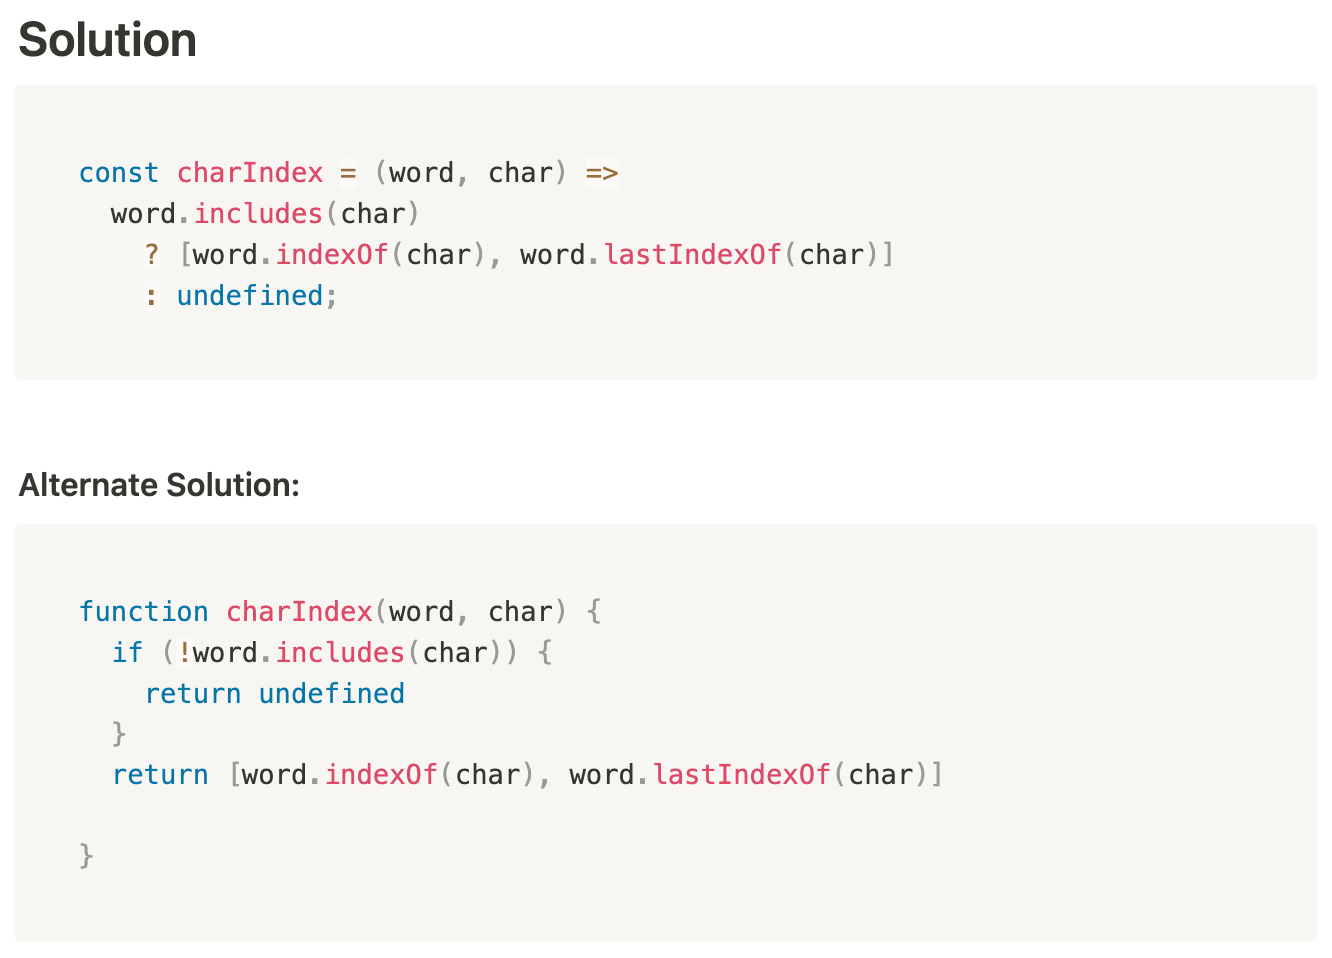 Solution
const charIndex = (word, char) =>
  word.includes(char)
    ? [word.indexOf(char), word.lastIndexOf(char)]
    : undefined;
Alternate Solution:
function charIndex(word, char) {
  if (!word.includes(char)) {
    return undefined
  }
  return [word.indexOf(char), word.lastIndexOf(char)]
}